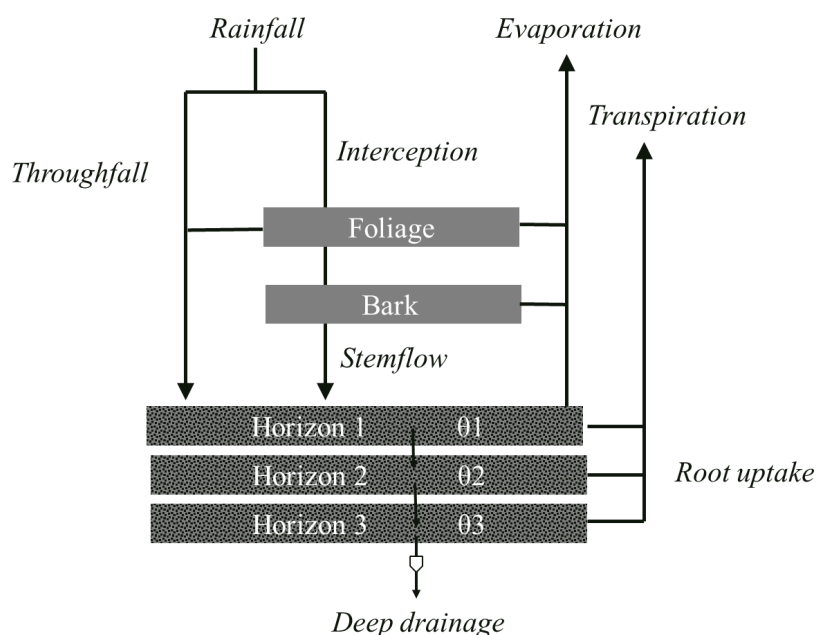 Rainfall
Evaporation
Transpiration
Interception
Throughfall
Foliage
Bark
Stemflow
Horizon 1 θ1
Horizon 2 θ2
Root uptake
Horizon 3 θ3
Deep drainage